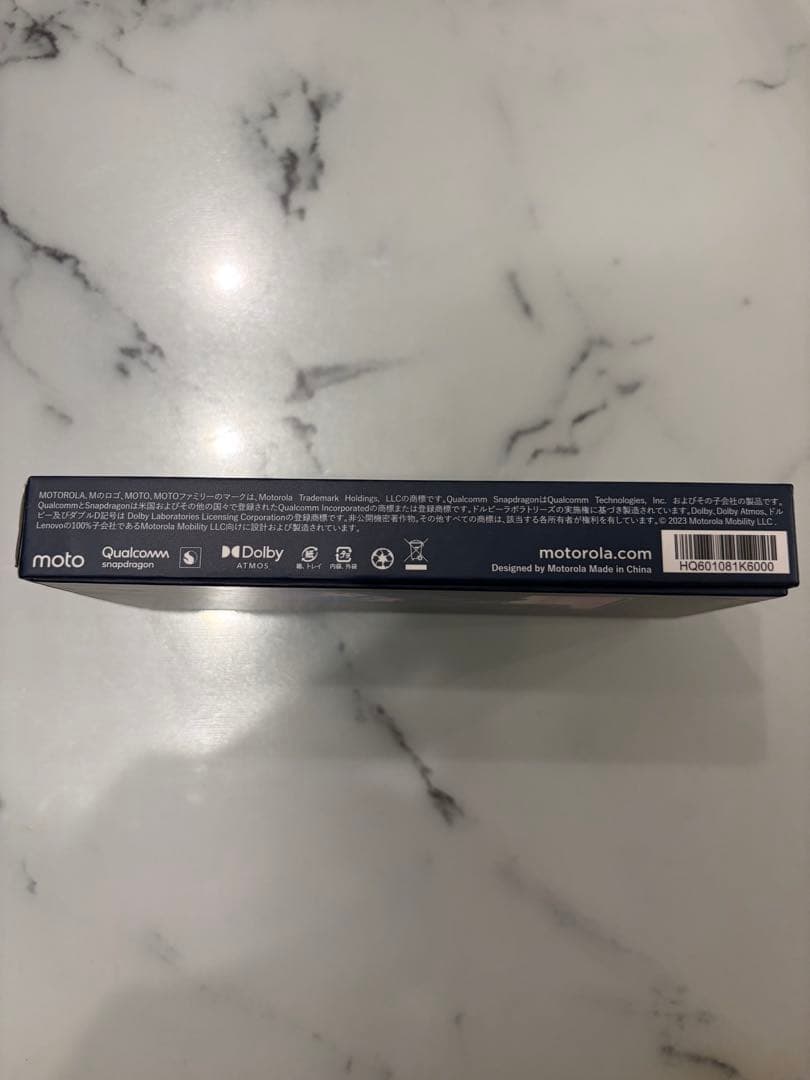 MOTOROLA, Mのロゴ、MOTO, MOTOファミリーのマークは、Motorola Trademark Holdings, LLCの商標です。Qualcomm SnapdragonはQualcomm Technologies, Inc. およびその子会社の製品です。
QualcommとSnapdragonは米国およびその他の国々で登録されたQualcomm Incorporatedの商標または登録商標です。ドルビーラボラトリーズの実施権に基づき製造されています。Dolby, Dolby Atmos、ドル
ビー及びダブルD記号は Dolby Laboratories Licensing Corporationの登録商標です。非公開機密著作物。その他すべての商標は、該当する各所有者が権利を有しています。© 2023 Motorola Mobility LLC .
Lenovoの100%子会社であるMotorola Mobility LLC向けに設計および製造されています。
moto
Qualcomm
snapdragon
Dolby
ATMOS
紙
箱、トレイ
プラ
内袋、外袋
motorola.com
Designed by Motorola Made in China
HQ601081K6000